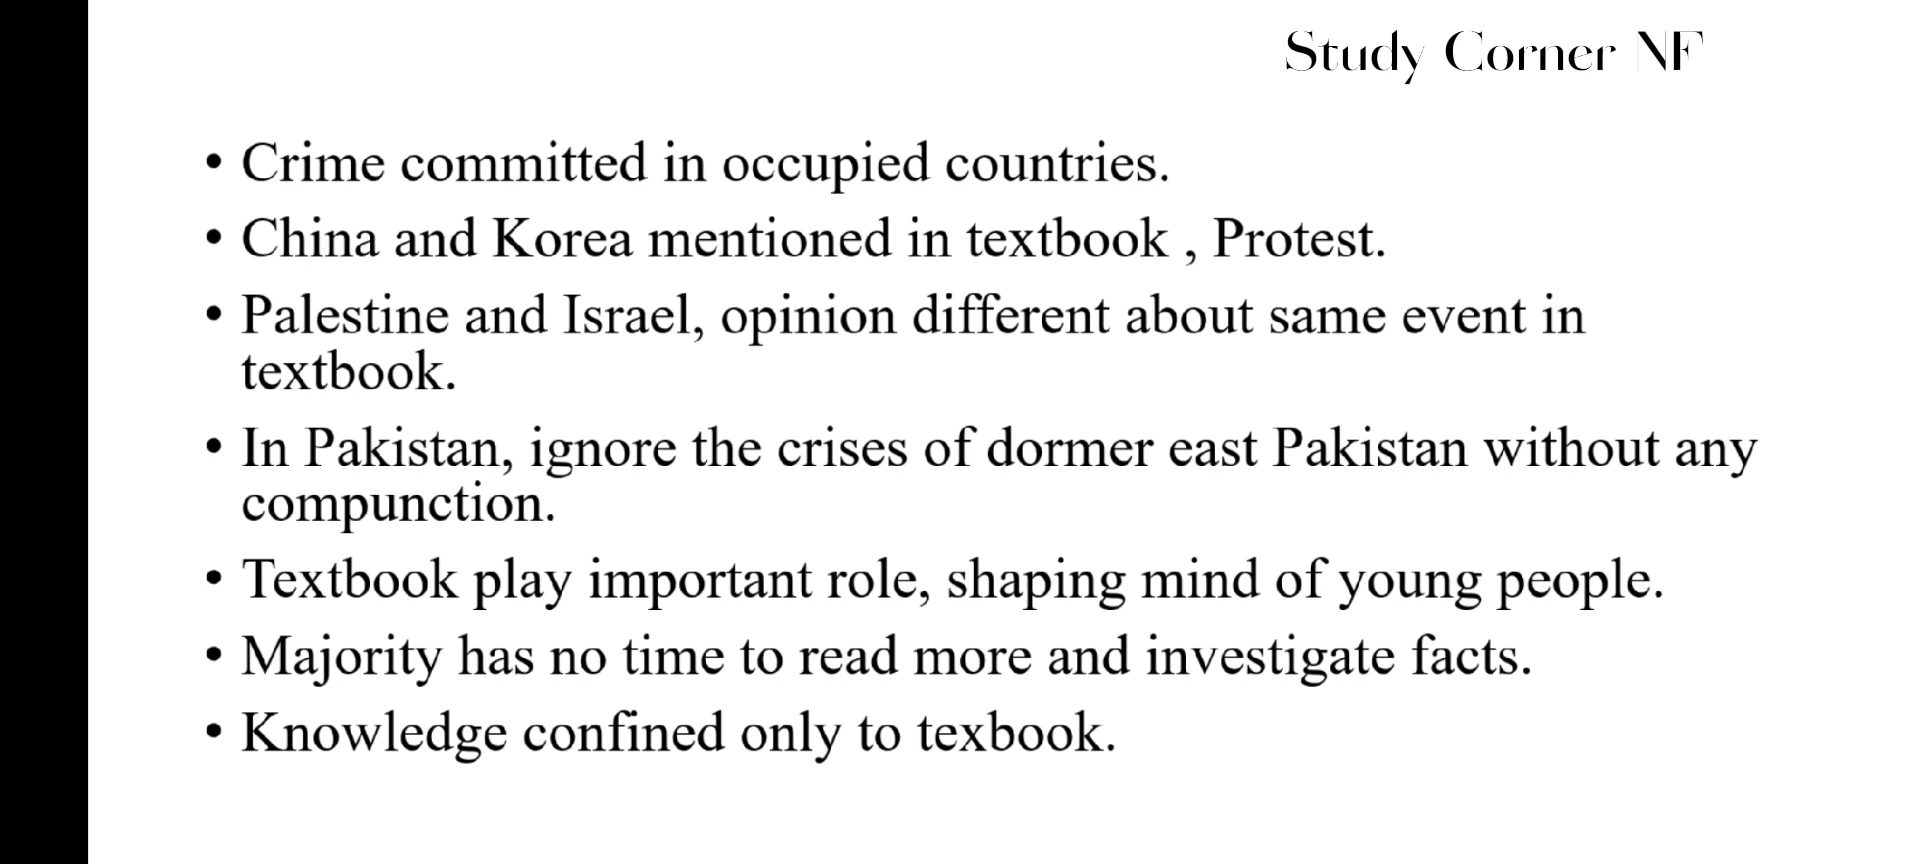 Study Corner NF
• Crime committed in occupied countries.
• China and Korea mentioned in textbook , Protest.
• Palestine and Israel, opinion different about same event in
textbook.
• In Pakistan, ignore the crises of dormer east Pakistan without any
compunction.
• Textbook play important role, shaping mind of young people.
• Majority has no time to read more and investigate facts.
• Knowledge confined only to texbook.